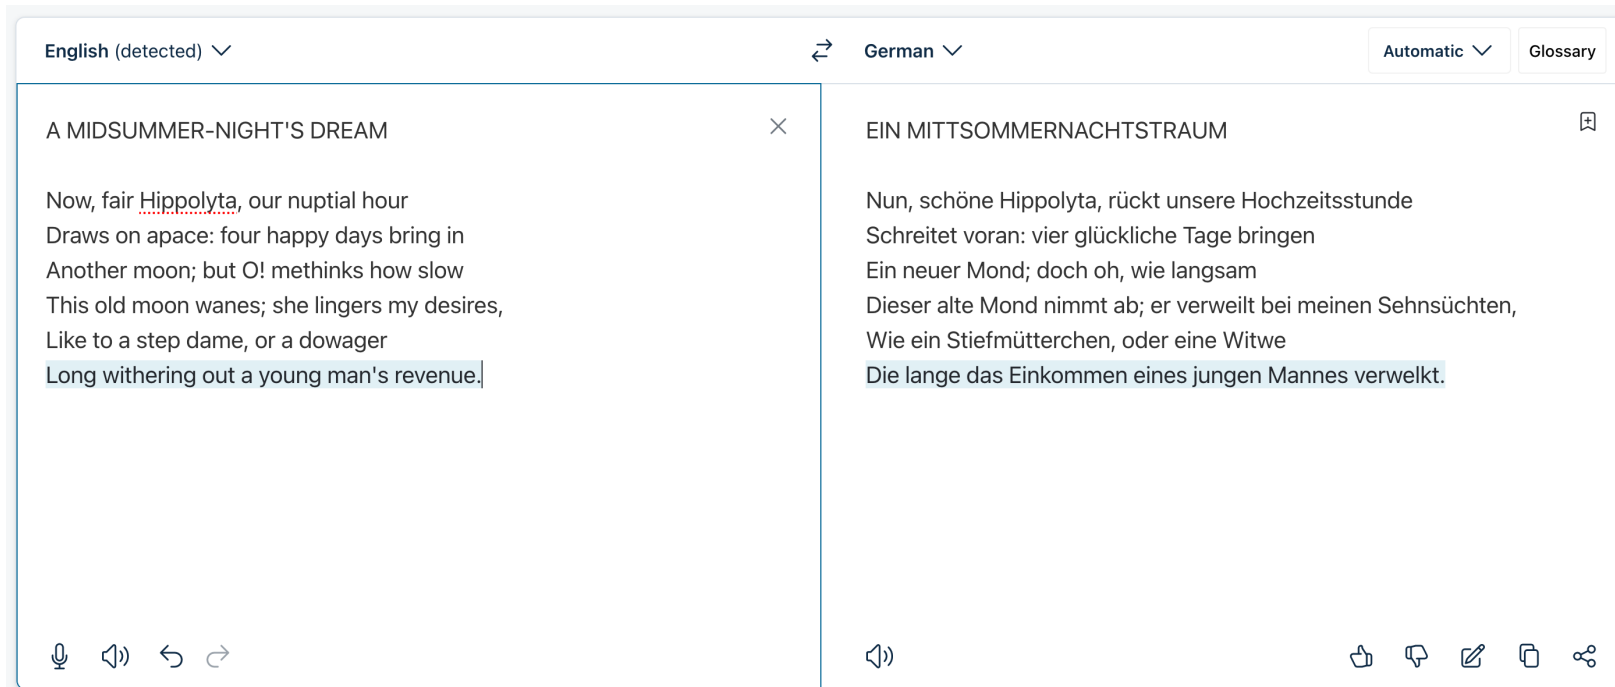 English (detected)
German
Automatic
Glossary
A MIDSUMMER-NIGHT'S DREAM
Now, fair Hippolyta, our nuptial hour
Draws on apace: four happy days bring in
Another moon; but O! methinks how slow
This old moon wanes; she lingers my desires,
Like to a step dame, or a dowager
Long withering out a young man's revenue.
EIN MITTSOMMERNACHTSTRAUM
Nun, schöne Hippolyta, rückt unsere Hochzeitsstunde
Schreitet voran: vier glückliche Tage bringen
Ein neuer Mond; doch oh, wie langsam
Dieser alte Mond nimmt ab; er verweilt bei meinen Sehnsüchten,
Wie ein Stiefmütterchen, oder eine Witwe
Die lange das Einkommen eines jungen Mannes verwelkt.